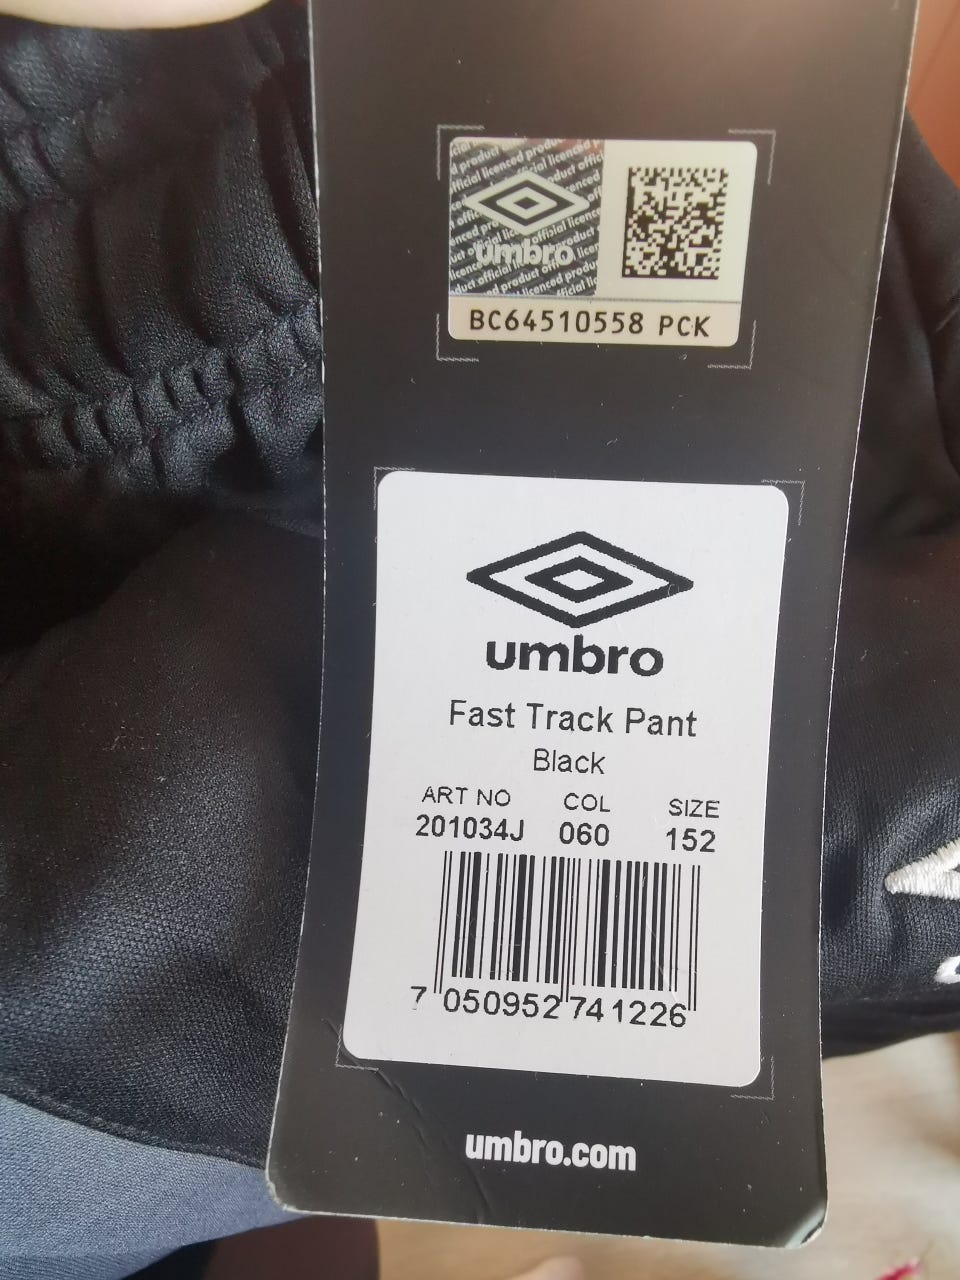 umbro
BC64510558 PCK
umbro
Fast Track Pant
Black
ART NO COL SIZE
201034J 060 152
7 050952 741226
umbro.com